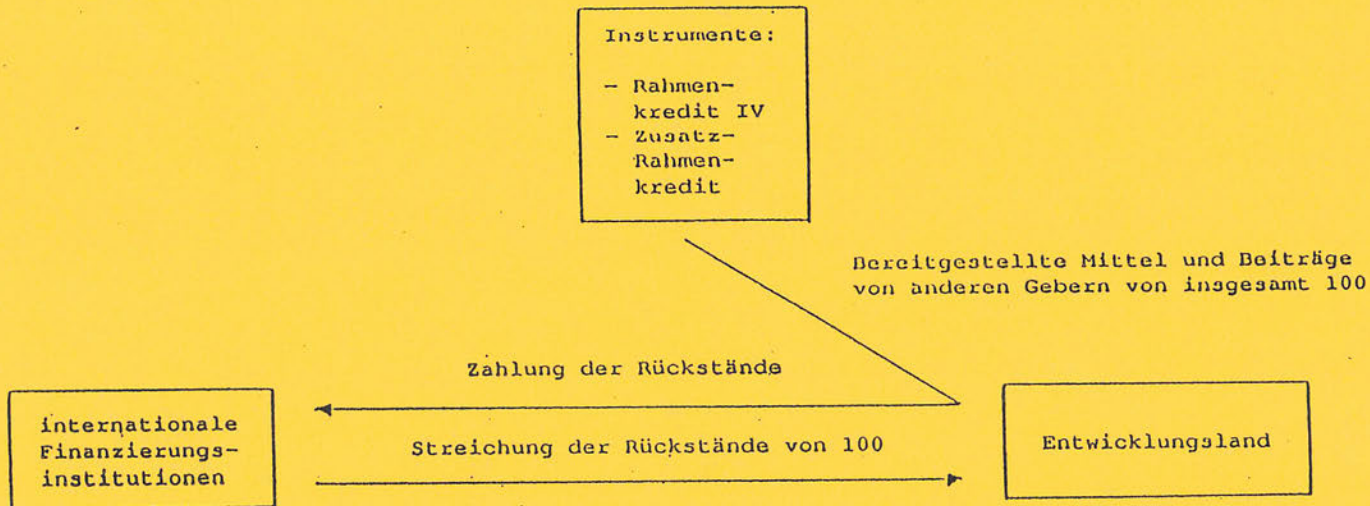 Instrumente:
- Rahmen-
kredit IV
- Zusatz-
Rahmen-
kredit
Bereitgestellte Mittel und Beiträge
von anderen Gebern von insgesamt 100
Zahlung der Rückstände
internationale
Finanzierungs-
institutionen
Streichung der Rückstände von 100
Entwicklungsland